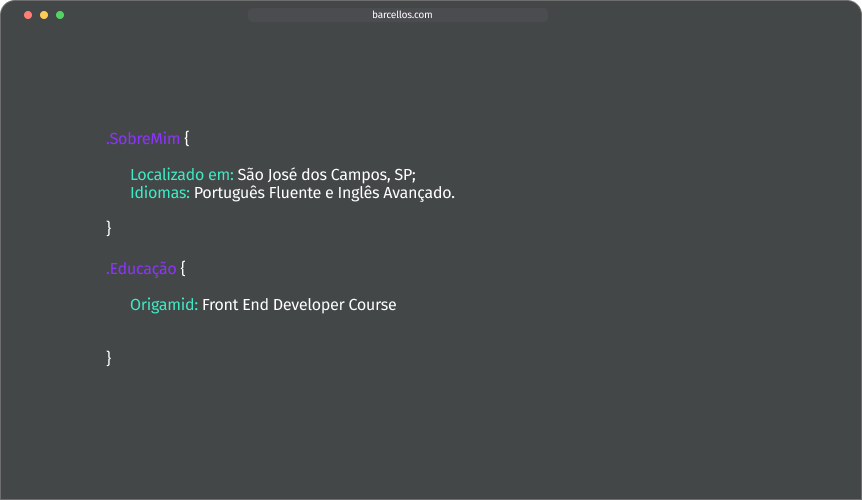 barcellos.com
.SobreMim {
Localizado em: São José dos Campos, SP;
Idiomas: Português Fluente e Inglês Avançado.
}
.Educação {
Origamid: Front End Developer Course
}